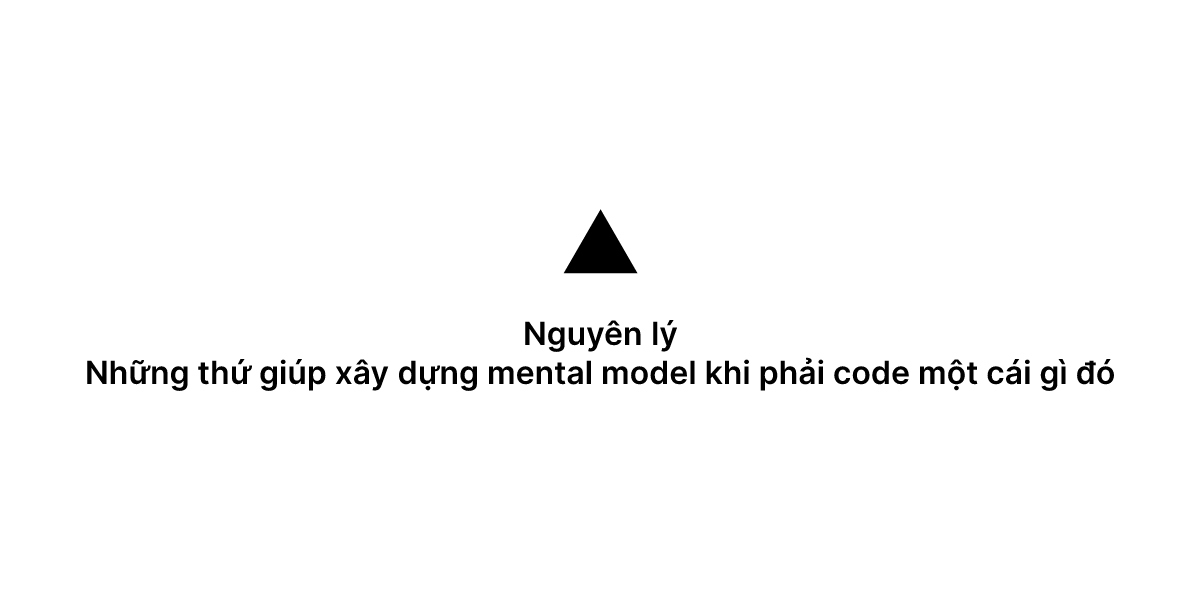 Nguyên lý
Những thứ giúp xây dựng mental model khi phải code một cái gì đó